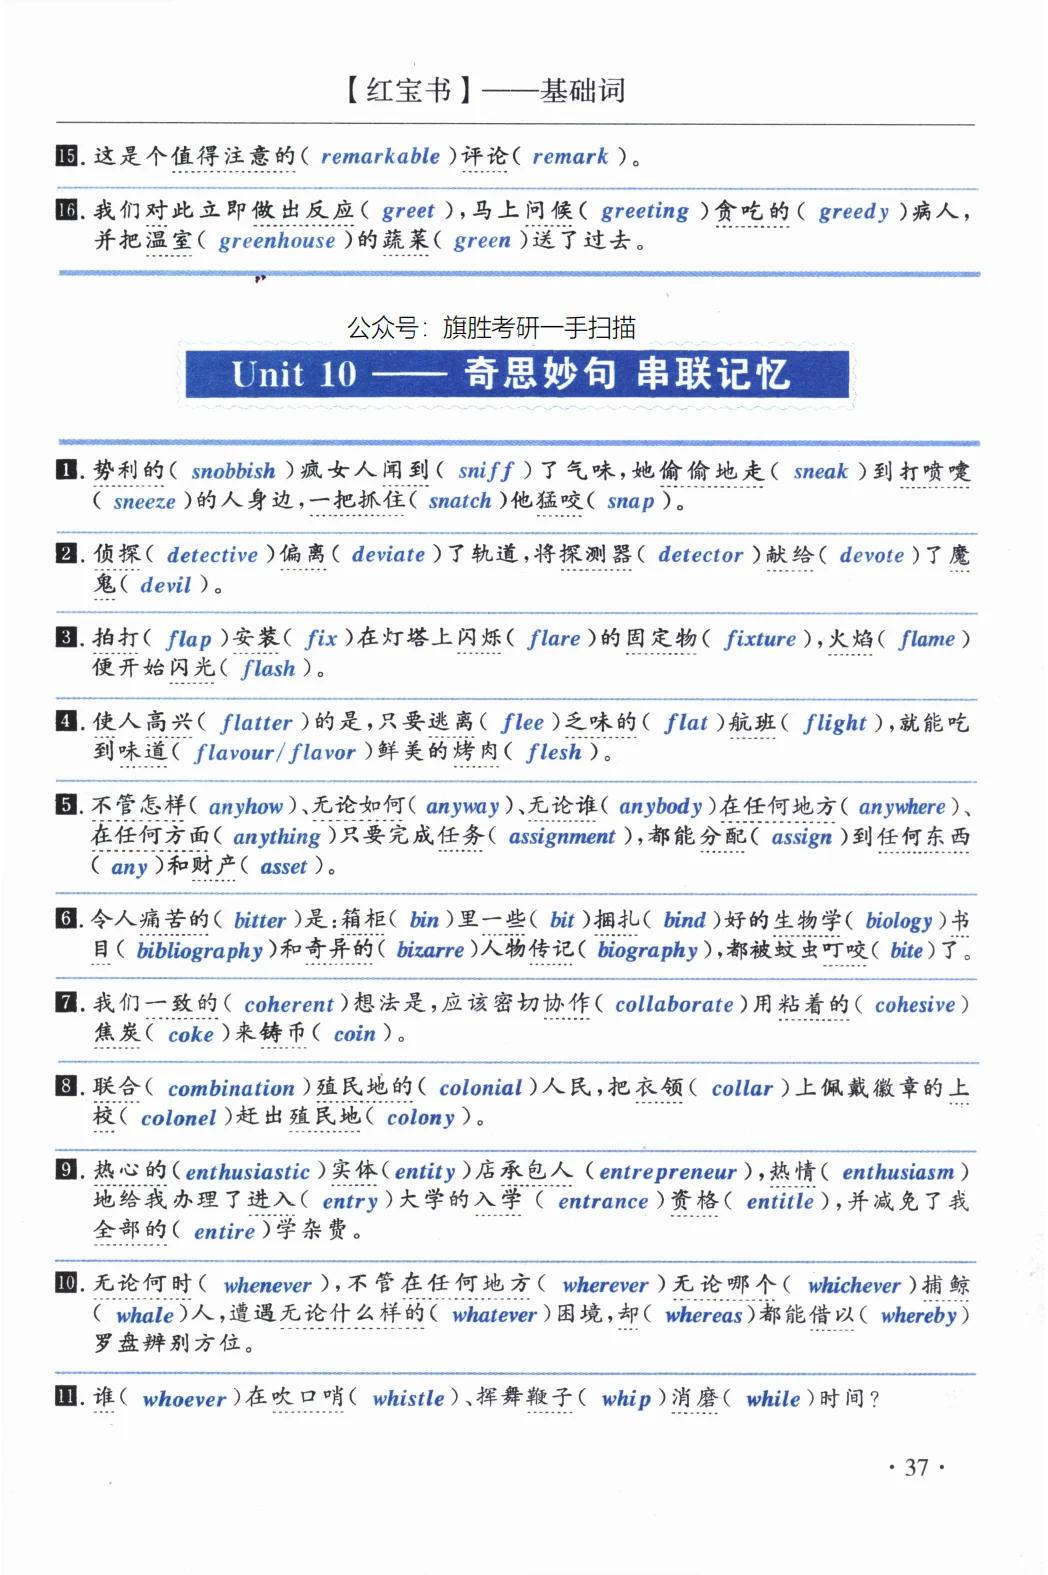 【红宝书】——基础词
15. 这是个值得注意的( remarkable )评论( remark )。
16. 我们对此立即做出反应( greet ),马上问候( greeting )贪吃的( greedy )病人,
并把温室( greenhouse )的蔬菜( green )送了过去。
公众号：旗胜考研一手扫描
Unit 10 —— 奇思妙句 串联记忆
1. 势利的( snobbish )疯女人闻到( sniff )了气味,她偷偷地走( sneak )到打喷嚏
( sneeze )的人身边,一把抓住( snatch )他猛咬( snap )。
2. 侦探( detective )偏离( deviate )了轨道,将探测器( detector )献给( devote )了魔
鬼( devil )。
3. 拍打( flap )安装( fix )在灯塔上闪烁( flare )的固定物( fixture ),火焰( flame )
便开始闪光( flash )。
4. 使人高兴( flatter )的是,只要逃离( flee )乏味的( flat )航班( flight ),就能吃
到味道( flavour/flavor )鲜美的烤肉( flesh )。
5. 不管怎样( anyhow )、无论如何( anyway )、无论谁( anybody )在任何地方( anywhere )、
在任何方面( anything )只要完成任务( assignment ),都能分配( assign )到任何东西
( any )和财产( asset )。
6. 令人痛苦的( bitter )是:箱柜( bin )里一些( bit )捆扎( bind )好的生物学( biology )书
目( bibliography )和奇异的( bizarre )人物传记( biography ),都被蚊虫叮咬( bite )了。
7. 我们一致的( coherent )想法是,应该密切协作( collaborate )用粘着的( cohesive )
焦炭( coke )来铸币( coin )。
8. 联合( combination )殖民地的( colonial )人民,把衣领( collar )上佩戴徽章的上
校( colonel )赶出殖民地( colony )。
9. 热心的( enthusiastic )实体( entity )店承包人( entrepreneur ),热情( enthusiasm )
地给我办理了进入( entry )大学的入学( entrance )资格( entitle ),并减免了我
全部的( entire )学杂费。
10. 无论何时( whenever ),不管在任何地方( wherever )无论哪个( whichever )捕鲸
( whale )人,遭遇无论什么样的( whatever )困境,却( whereas )都能借以( whereby )
罗盘辨别方位。
11. 谁( whoever )在吹口哨( whistle )、挥舞鞭子( whip )消磨( while )时间?
· 37 ·